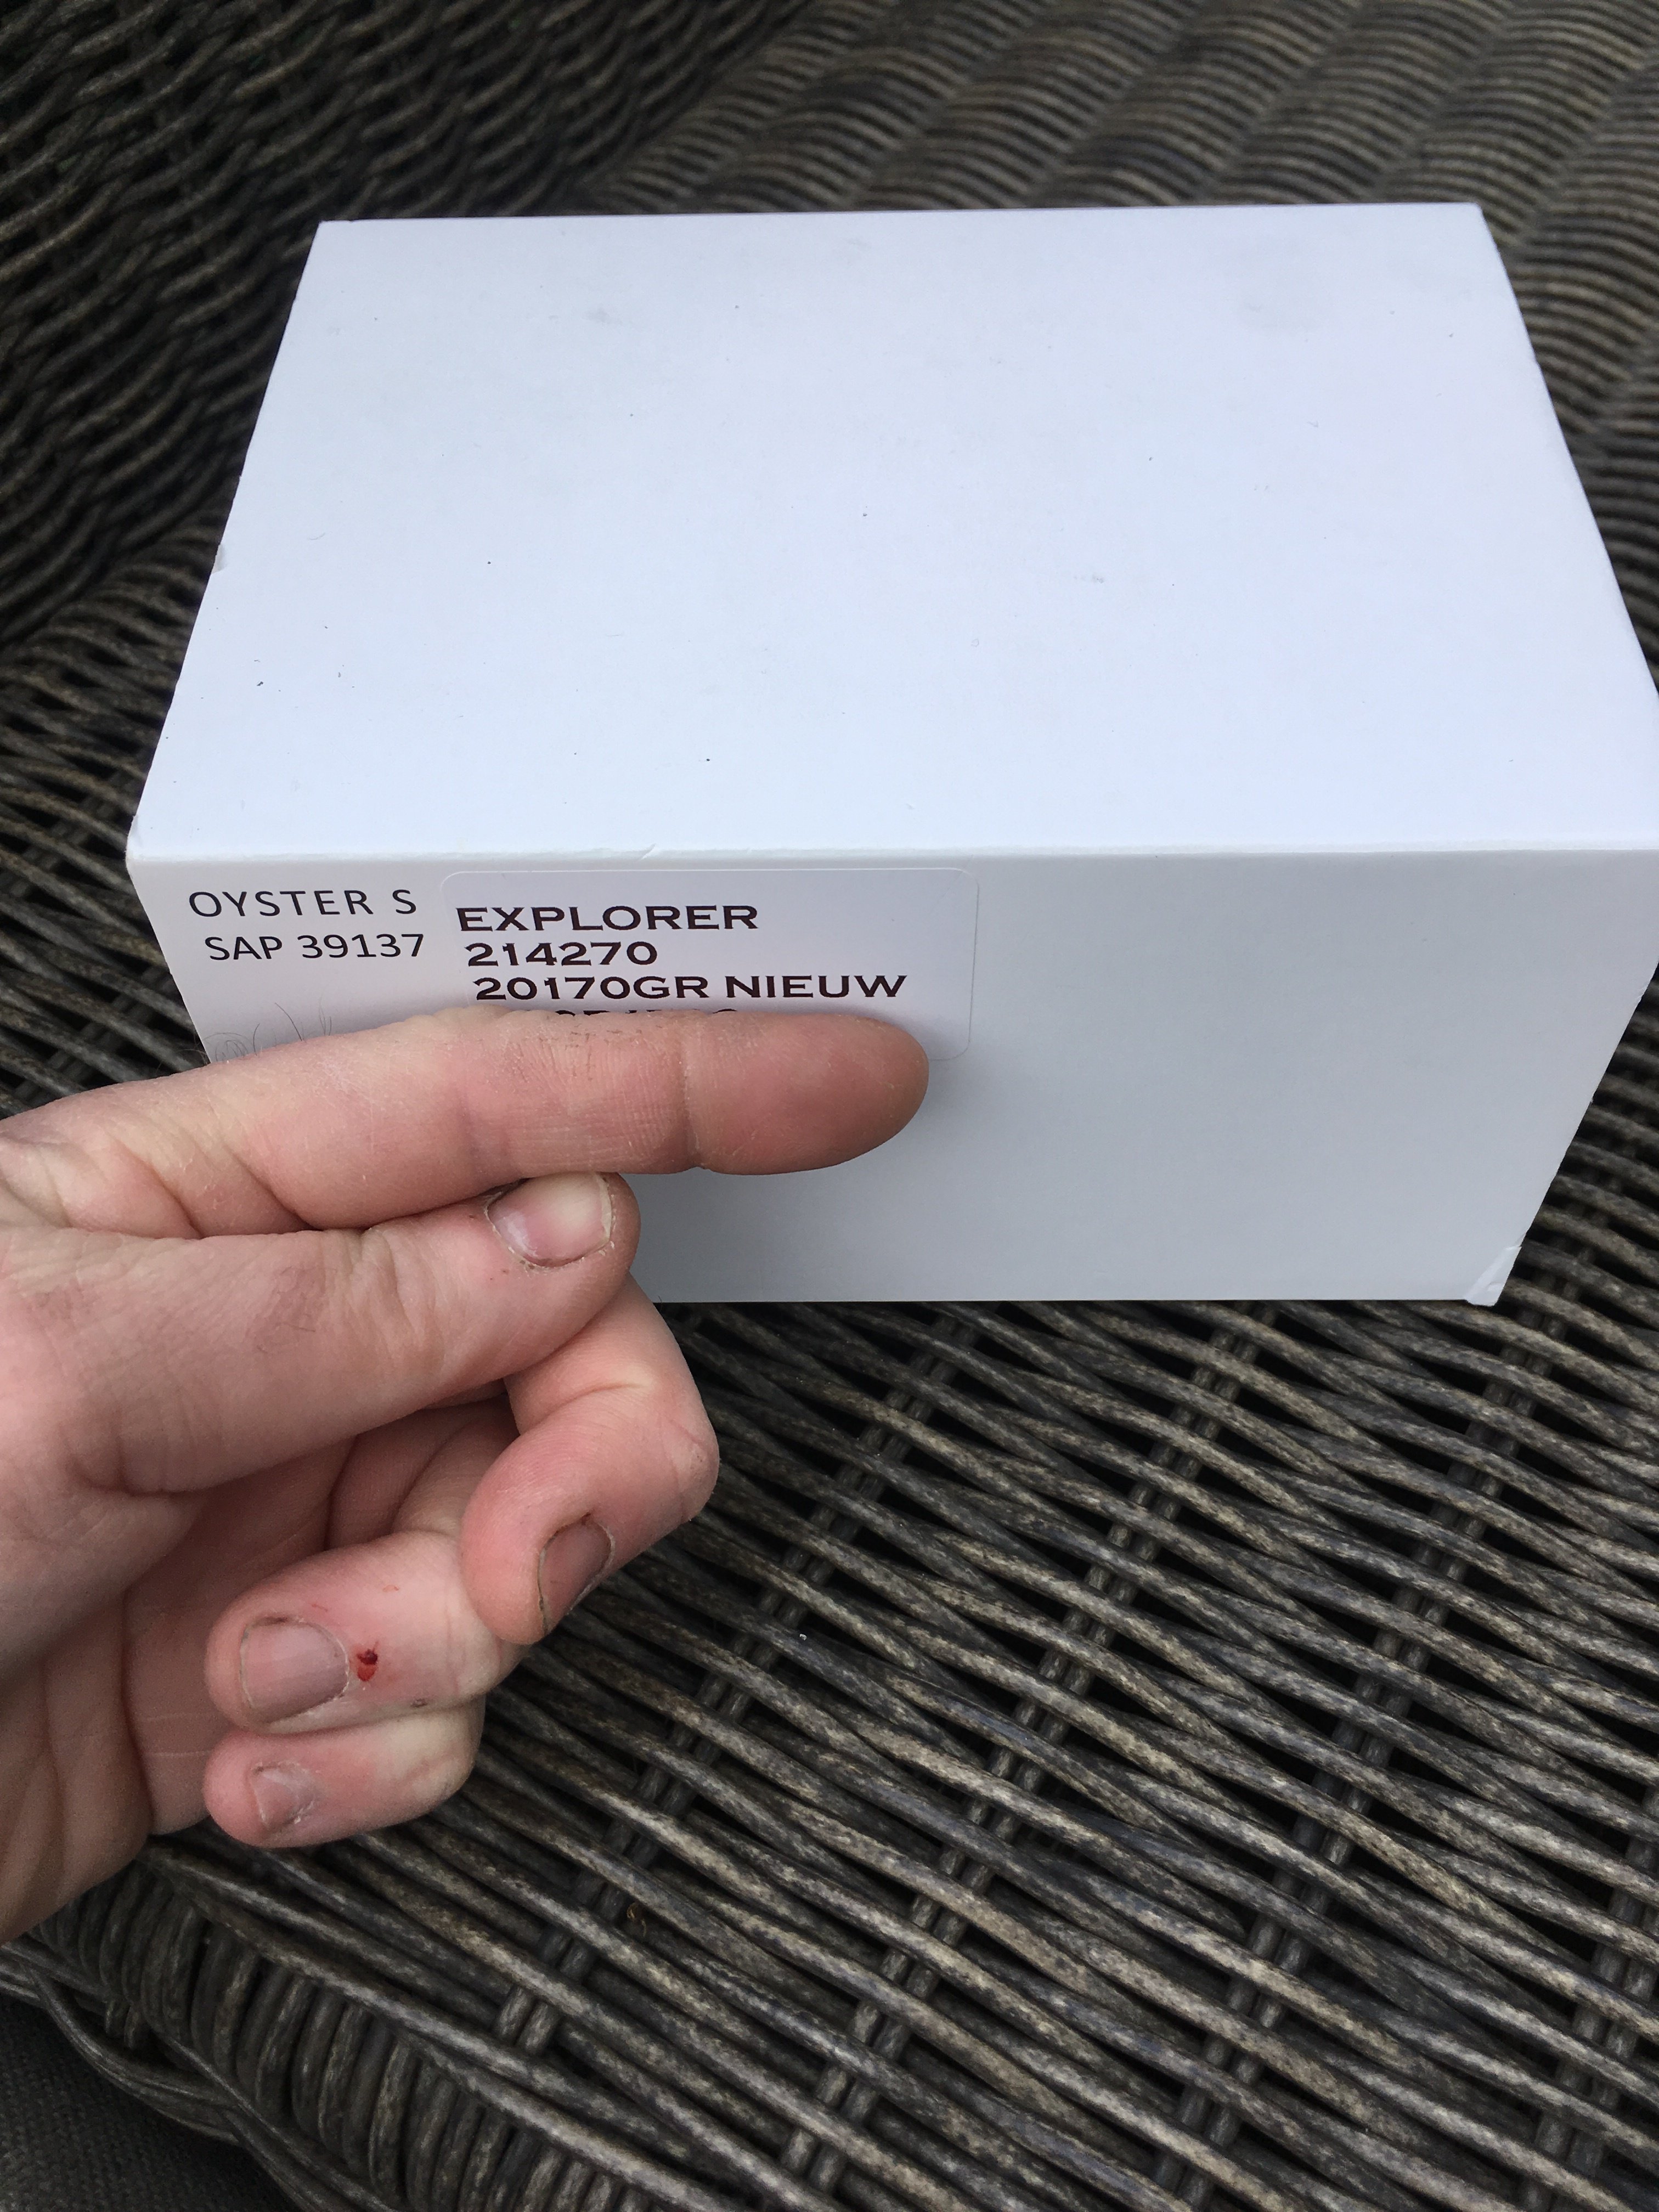 OYSTER S
SAP 39137
EXPLORER
214270
20170GR NIEUW